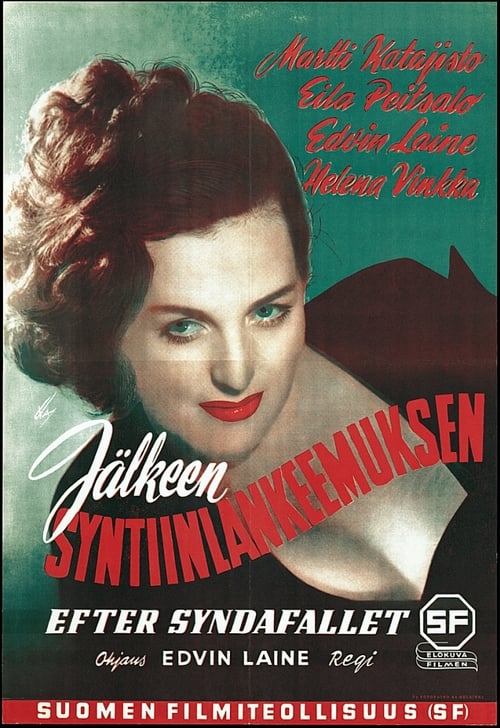 Martti Katajisto
Eila Peitsalo
Edvin Laine
Helena Vinkka
Jälkeen
SYNTIINLANKEEMUKSEN
EFTER SYNDAFALLET
SF
ELOKUVA
FILMEN
Ohjaus EDVIN LAINE Regi
SUOMEN FILMITEOLLISUUS (SF)